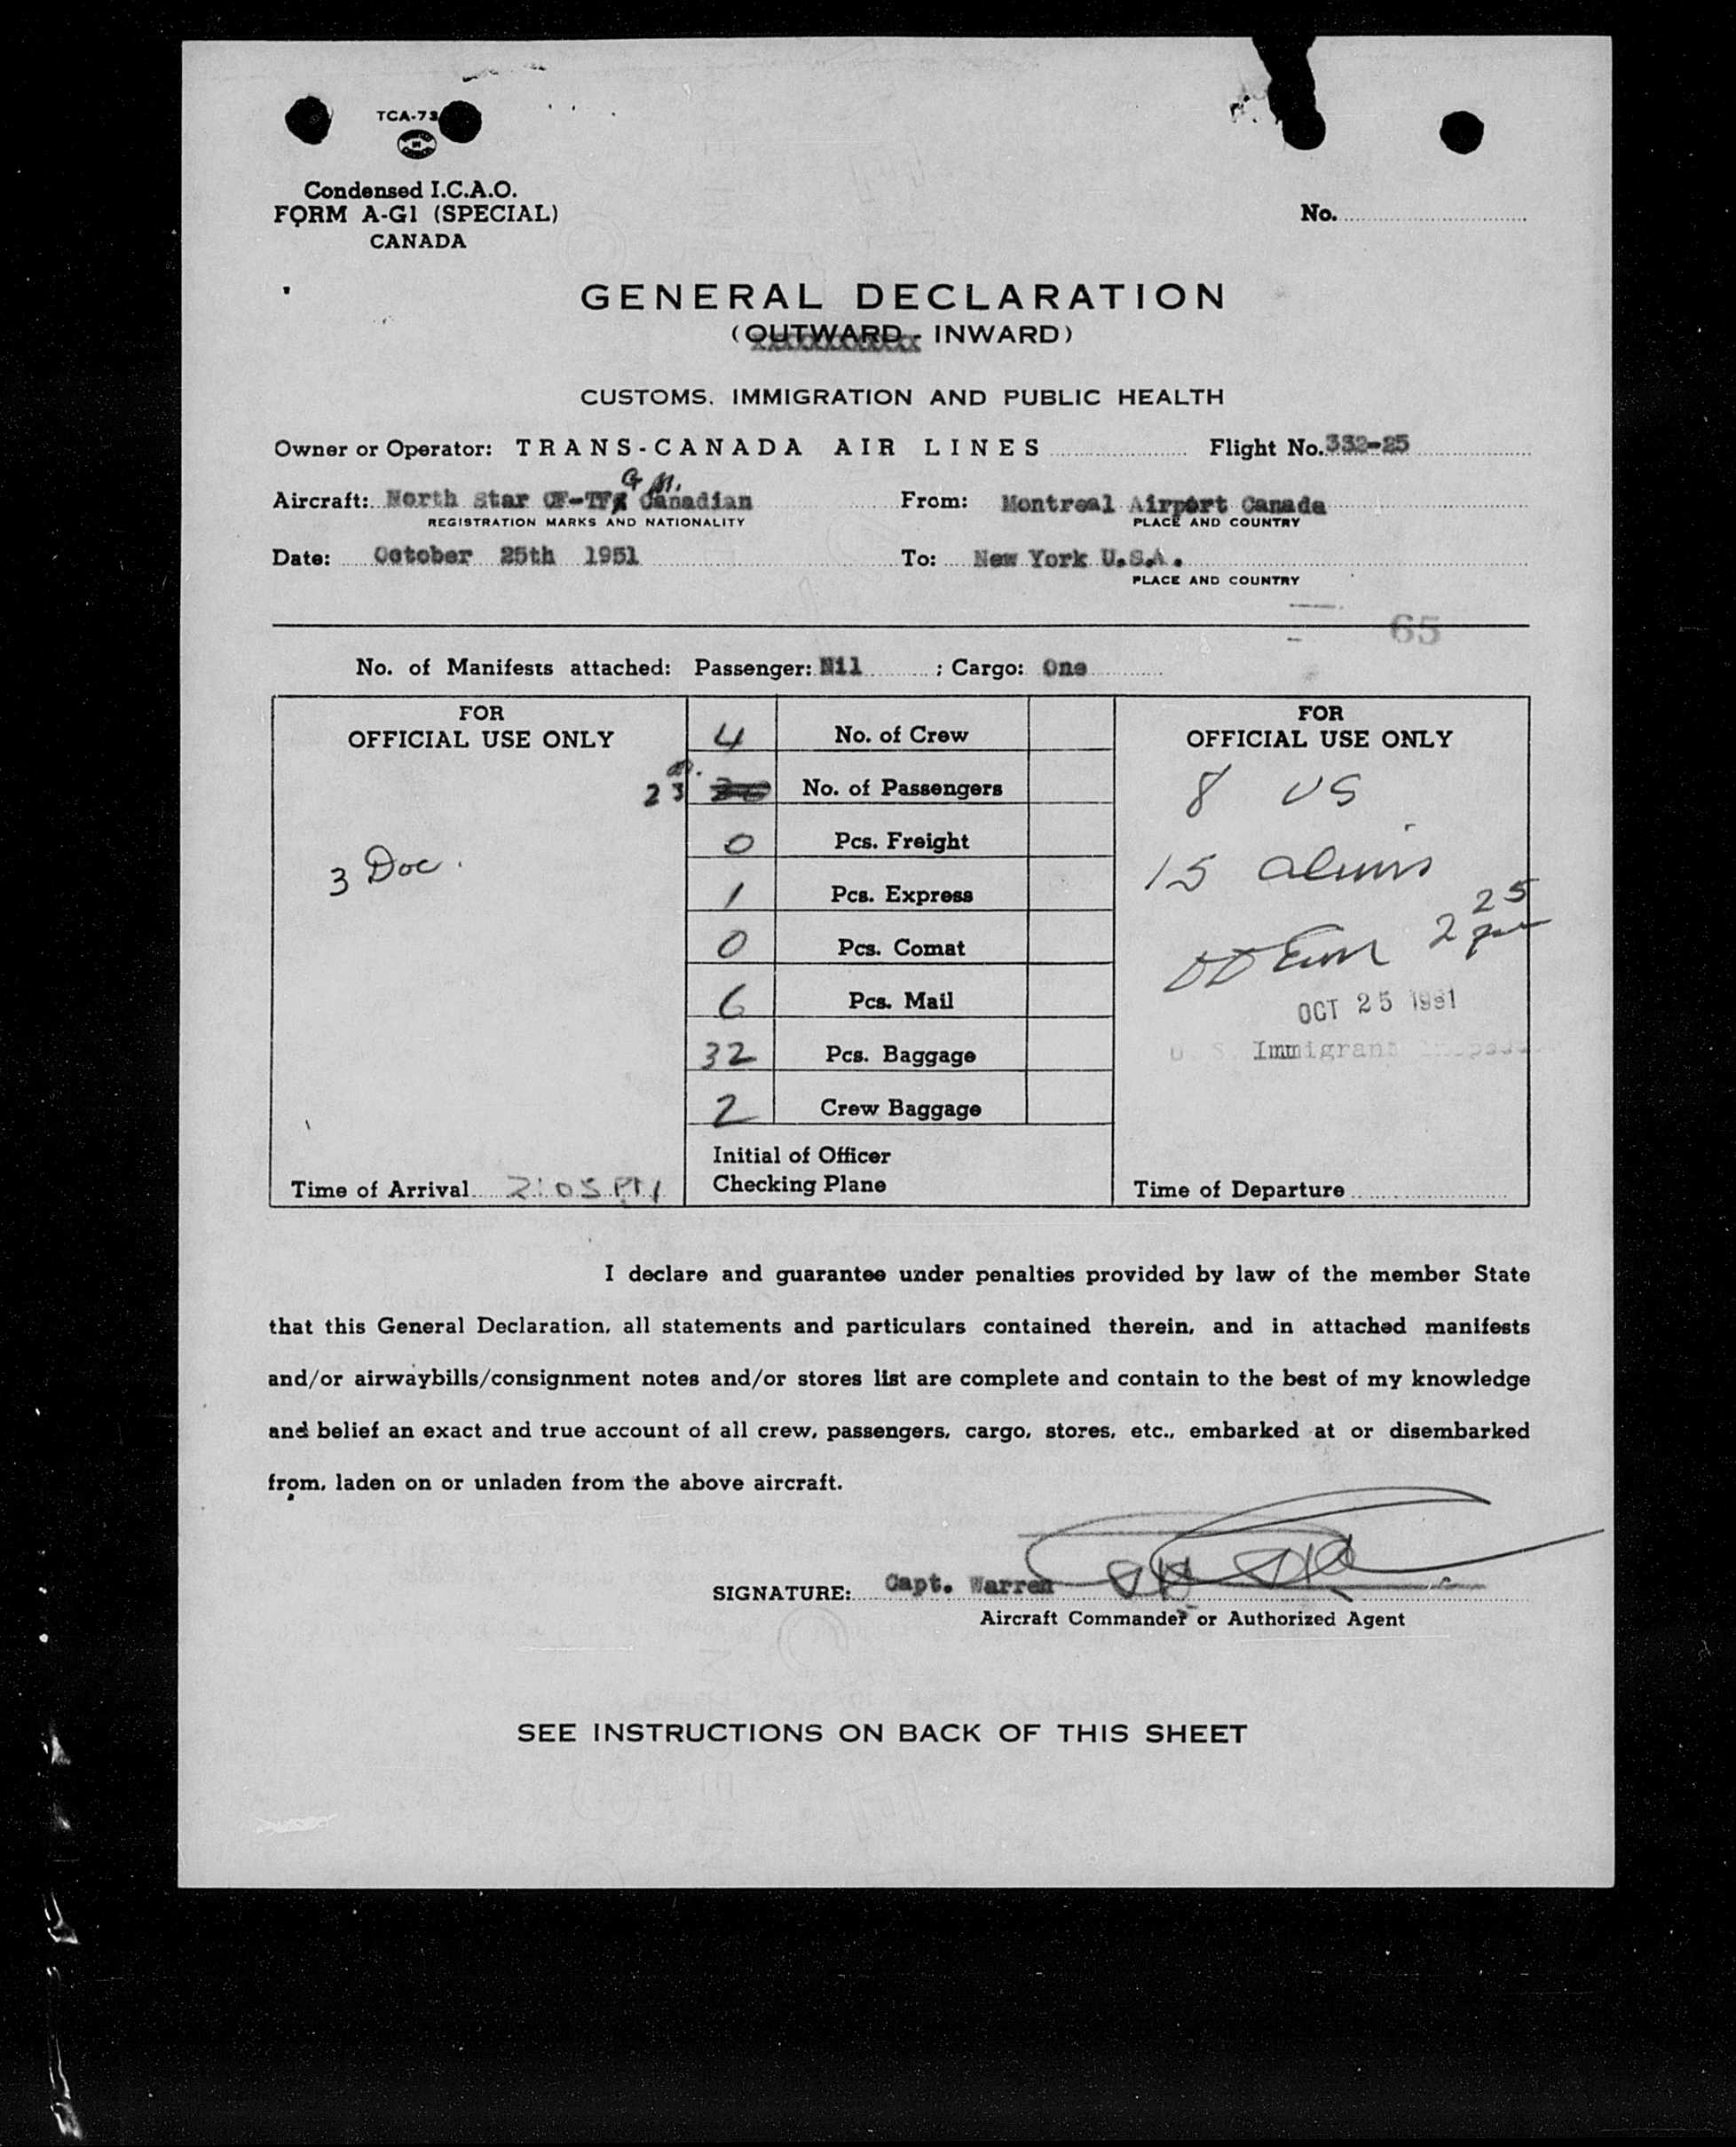 TCA-73
Condensed I.C.A.O.
FORM A-G1 (SPECIAL)
CANADA
No.
GENERAL DECLARATION
(OUTWARD - INWARD)
CUSTOMS, IMMIGRATION AND PUBLIC HEALTH
Owner or Operator: TRANS-CANADA AIR LINES Flight No. 332-25
Aircraft: North Star CF-TF G Canadian From: Montreal Airport Canada
REGISTRATION MARKS AND NATIONALITY PLACE AND COUNTRY
Date: October 25th 1951 To: New York U.S.A.
PLACE AND COUNTRY
65
No. of Manifests attached: Passenger: Nil ; Cargo: One
FOR
OFFICIAL USE ONLY
3 Doc.
Time of Arrival 2:05 PM
4 No. of Crew
23 No. of Passengers
0 Pcs. Freight
1 Pcs. Express
0 Pcs. Comat
6 Pcs. Mail
32 Pcs. Baggage
2 Crew Baggage
Initial of Officer
Checking Plane
FOR
OFFICIAL USE ONLY
8 US
15 aliens
2 25
OCT 25 1951
U. S. Immigrant
Time of Departure
I declare and guarantee under penalties provided by law of the member State
that this General Declaration, all statements and particulars contained therein, and in attached manifests
and/or airwaybills/consignment notes and/or stores list are complete and contain to the best of my knowledge
and belief an exact and true account of all crew, passengers, cargo, stores, etc., embarked at or disembarked
from, laden on or unladen from the above aircraft.
SIGNATURE: Capt. Warren
Aircraft Commander or Authorized Agent
SEE INSTRUCTIONS ON BACK OF THIS SHEET